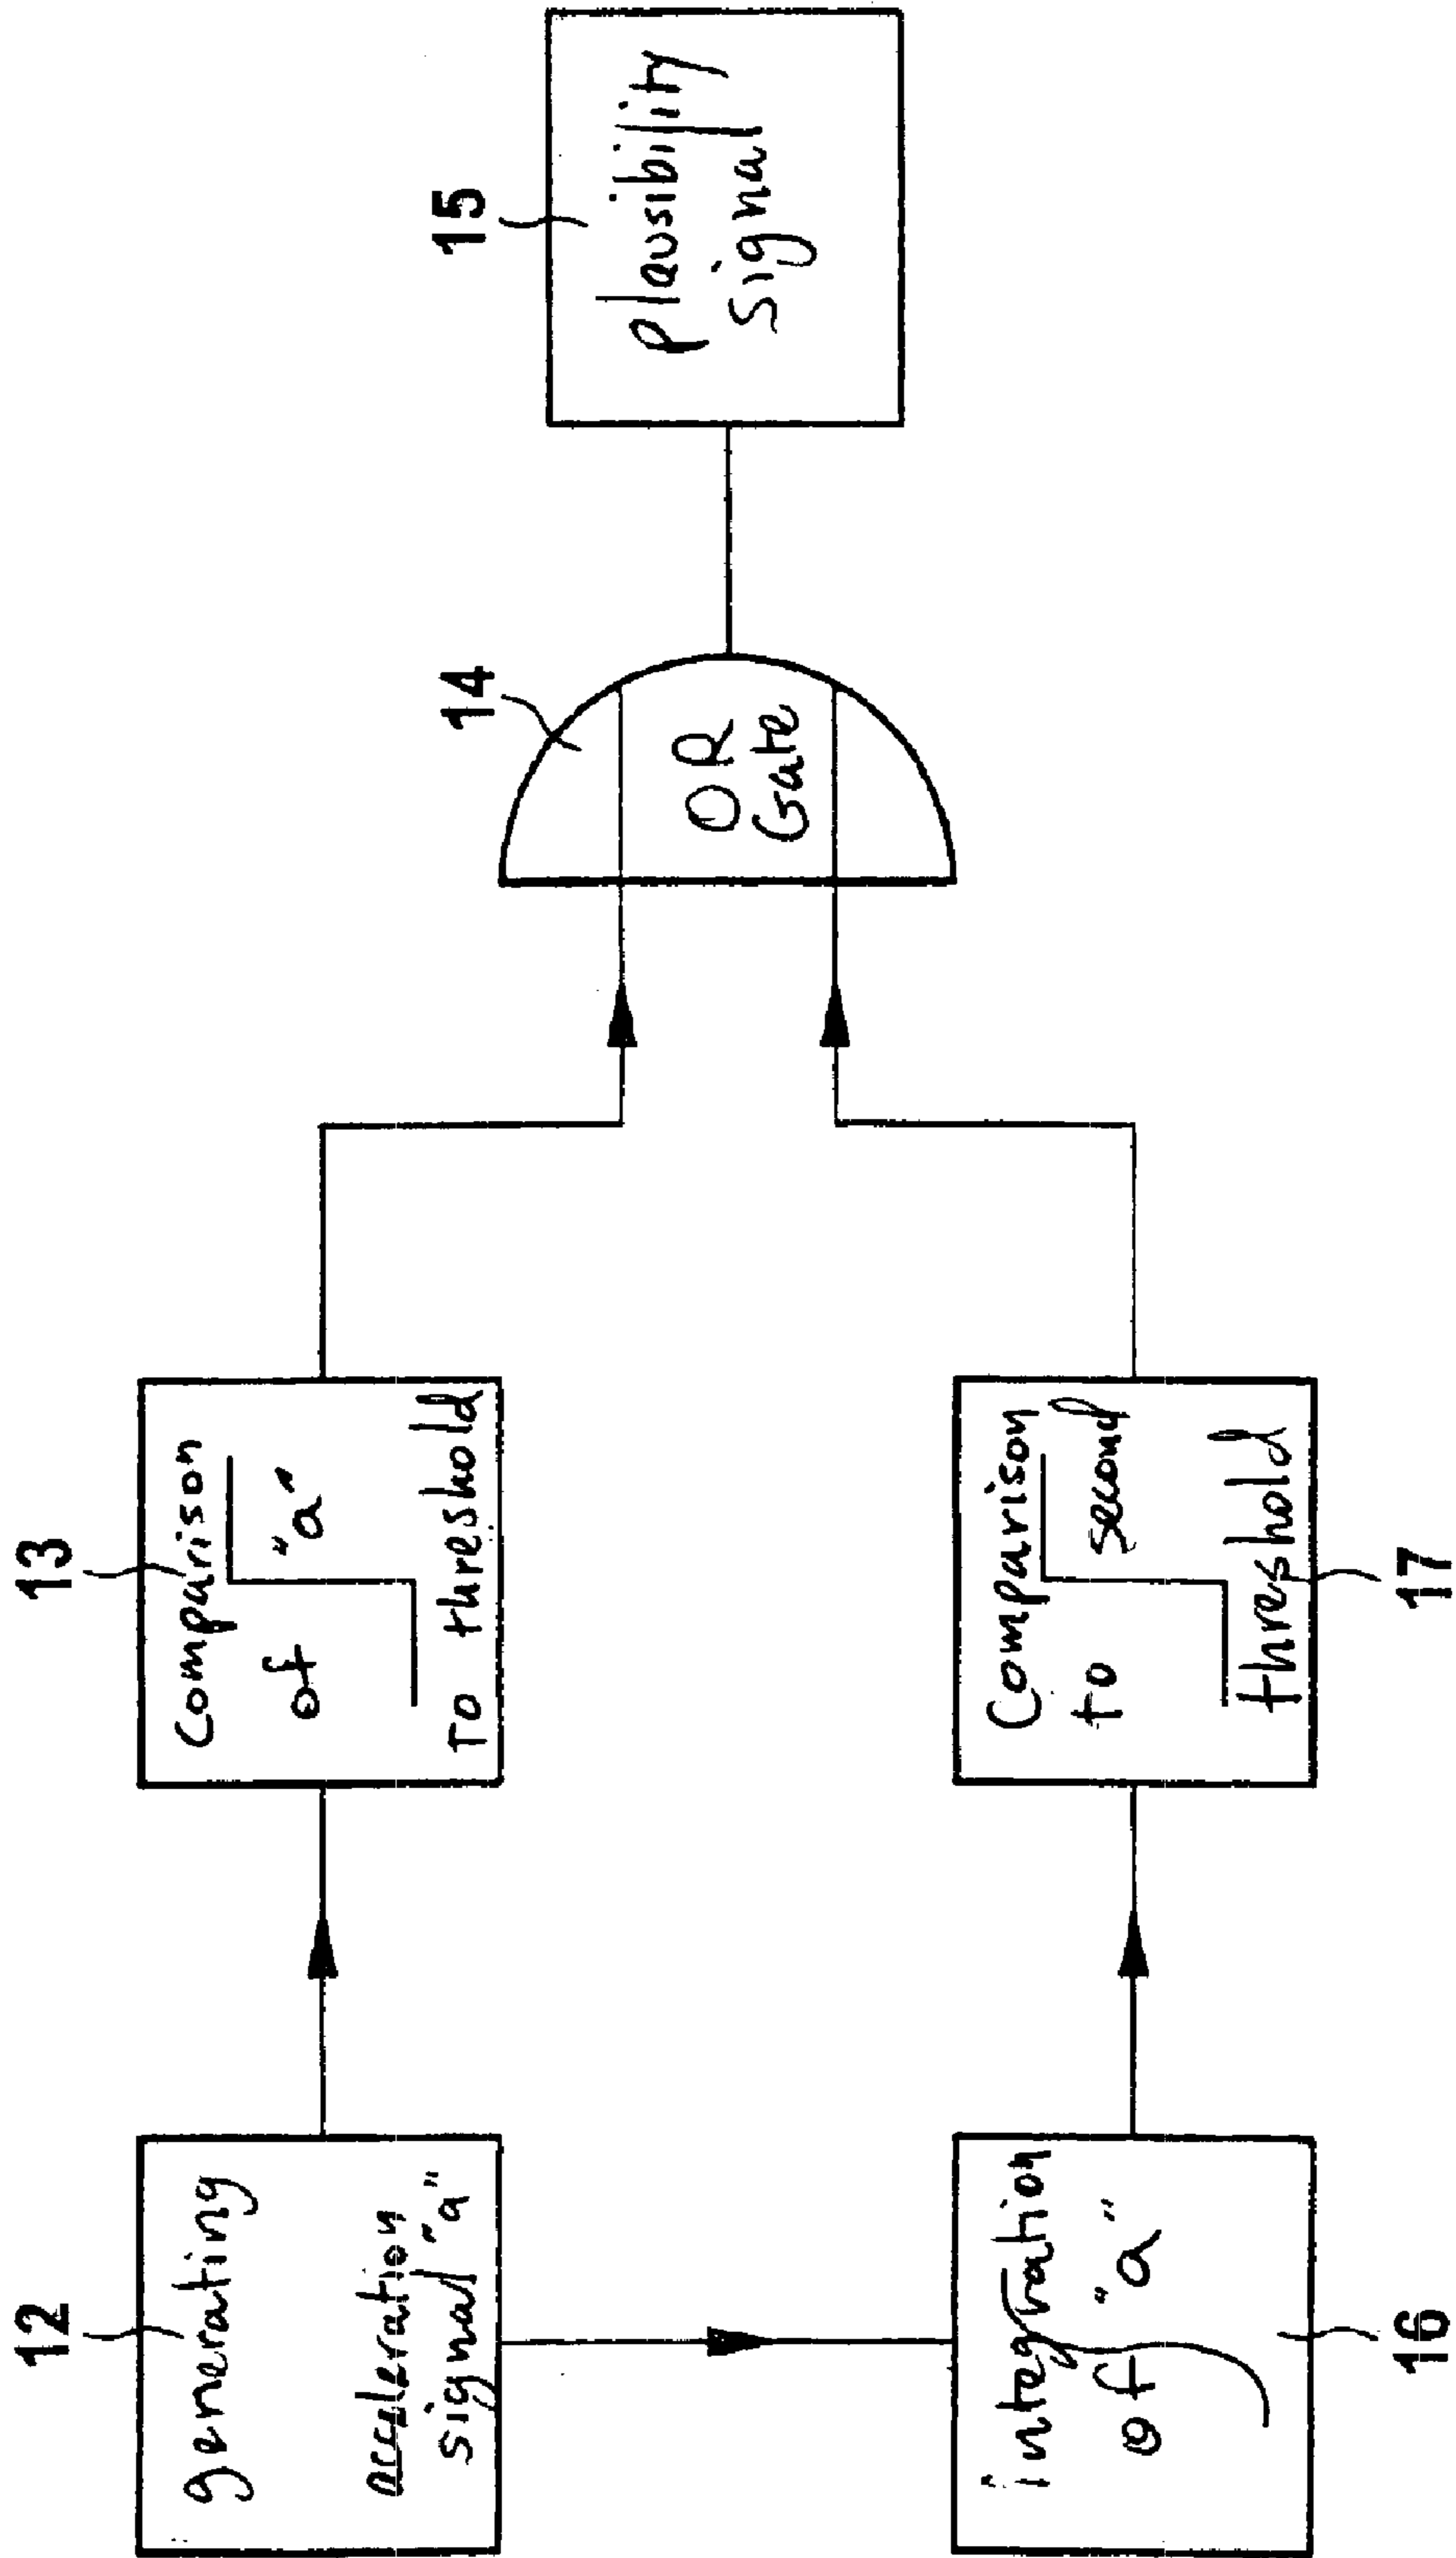 12
generating
acceleration
signal "a"
13
Comparison
of "a"
To threshold
14
OR
Gate
15
Plausibility
Signal
16
integration
of "a"
17
Comparison
to second
threshold